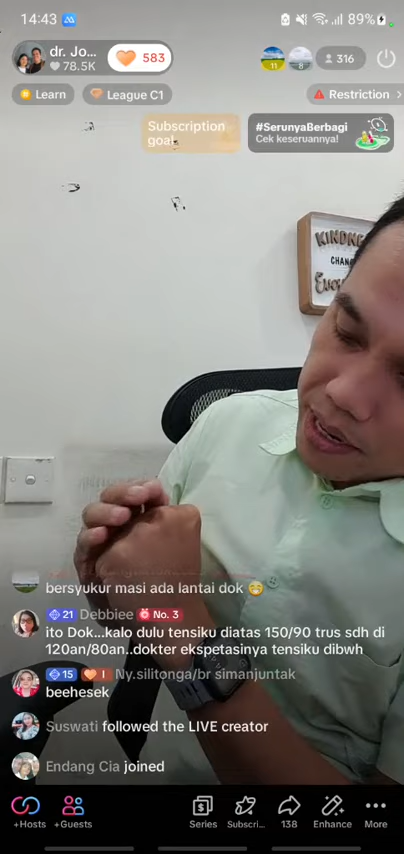 14:43
89%
dr. Jo...
78.5K
583
11
8
316
Learn
League C1
Restriction
Subscription
goal
#SerunyaBerbagi
Cek keseruannya!
KINDNE
CHAN
bersyukur masi ada lantai dok 😁
21 Debbiee No. 3
ito Dok...kalo dulu tensiku diatas 150/90 trus sdh di
120an/80an..dokter ekspetasinya tensiku dibwh
15 I Ny.silitonga/br simanjuntak
beehesek
Suswati followed the LIVE creator
Endang Cia joined
+Hosts
+Guests
Series
Subscri...
138
Enhance
More